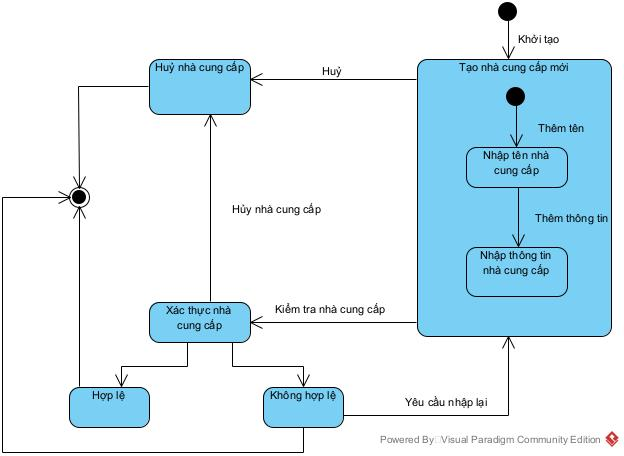 Khởi tạo
Tạo nhà cung cấp mới
Huỷ nhà cung cấp
Huỷ
Thêm tên
Nhập tên nhà
cung cấp
Hủy nhà cung cấp
Thêm thông tin
Nhập thông tin
nhà cung cấp
Xác thực nhà
cung cấp
Kiểm tra nhà cung cấp
Hợp lệ
Không hợp lệ
Yêu cầu nhập lại
Powered By Visual Paradigm Community Edition